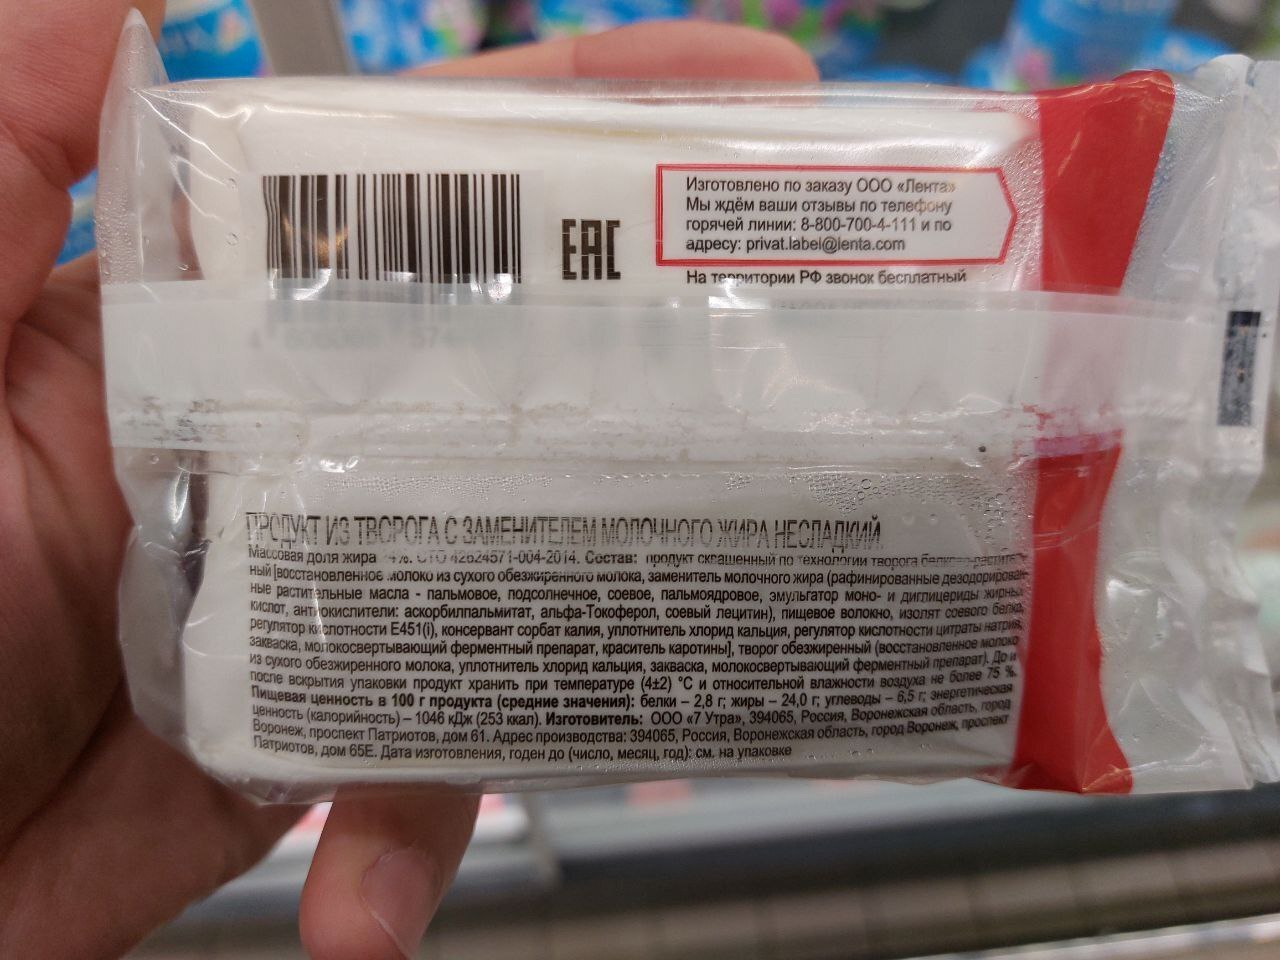 EAC
Изготовлено по заказу ООО «Лента»
Мы ждём ваши отзывы по телефону
горячей линии: 8-800-700-4-111 и по
адресу: privat.label@lenta.com
На территории РФ звонок бесплатный
ПРОДУКТ ИЗ ТВОРОГА С ЗАМЕНИТЕЛЕМ МОЛОЧНОГО ЖИРА НЕСЛАДКИЙ.
Массовая доля жира СТО 42624571-004-2014. Состав: продукт сквашенный по технологии творога белково-раститель-
ный [восстановленное молоко из сухого обезжиренного молока, заменитель молочного жира (рафинированные дезодорирован-
ные растительные масла - пальмовое, подсолнечное, соевое, пальмоядровое, эмульгатор моно- и диглицериды жирных
кислот, антиокислители: аскорбилпальмитат, альфа-Токоферол, соевый лецитин), пищевое волокно, изолят соевого белка,
регулятор кислотности Е451(i), консервант сорбат калия, уплотнитель хлорид кальция, регулятор кислотности цитраты натрия,
закваска, молокосвертывающий ферментный препарат, краситель каротины], творог обезжиренный (восстановленное молоко
из сухого обезжиренного молока, уплотнитель хлорид кальция, закваска, молокосвертывающий ферментный препарат). До и
после вскрытия упаковки продукт хранить при температуре (4±2) °С и относительной влажности воздуха не более 75 %.
Пищевая ценность в 100 г продукта (средние значения): белки – 2,8 г; жиры – 24,0 г; углеводы – 6,5 г; энергетическая
ценность (калорийность) – 1046 кДж (253 ккал). Изготовитель: ООО «7 Утра», 394065, Россия, Воронежская область, город
Воронеж, проспект Патриотов, дом 61. Адрес производства: 394065, Россия, Воронежская область, город Воронеж, проспект
Патриотов, дом 65Е. Дата изготовления, годен до (число, месяц, год): см. на упаковке